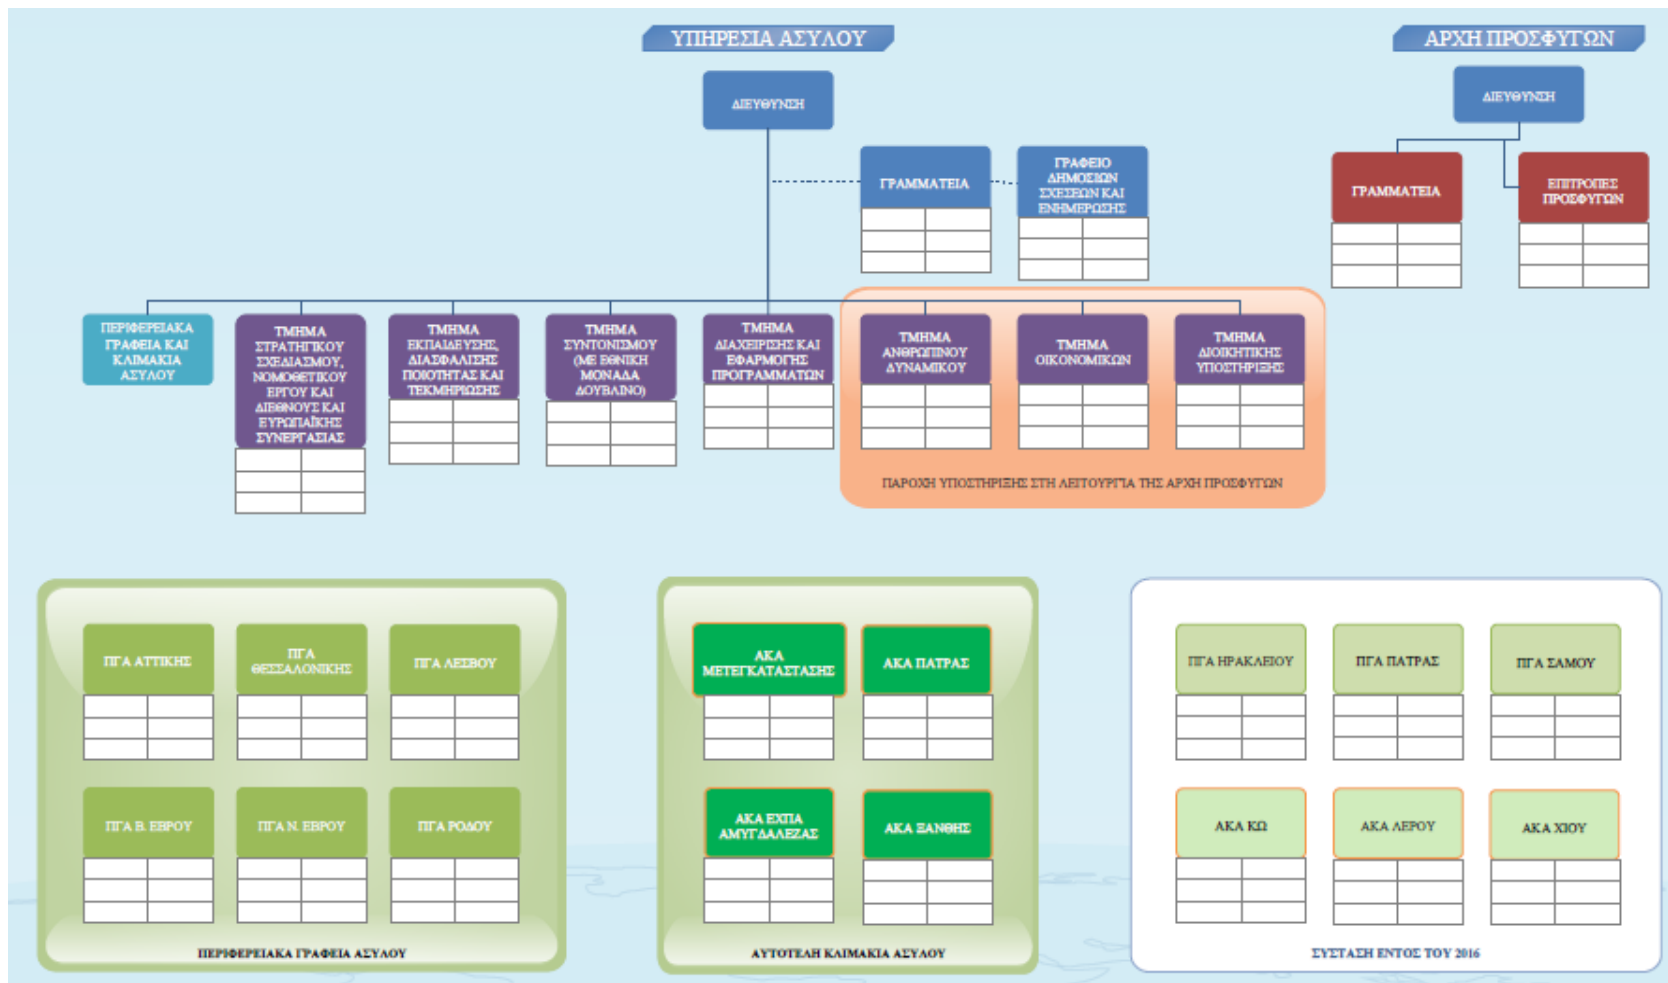 ΥΠΗΡΕΣΙΑ ΑΣΥΛΟΥ
ΑΡΧΗ ΠΡΟΣΦΥΓΩΝ
ΔΙΕΥΘΥΝΣΗ
ΔΙΕΥΘΥΝΣΗ
ΓΡΑΜΜΑΤΕΙΑ
ΓΡΑΦΕΙΟ
ΔΗΜΟΣΙΩΝ
ΣΧΕΣΕΩΝ ΚΑΙ
ΕΝΗΜΕΡΩΣΗΣ
ΓΡΑΜΜΑΤΕΙΑ
ΕΠΙΤΡΟΠΕΣ
ΠΡΟΣΦΥΓΩΝ
ΠΕΡΙΦΕΡΕΙΑΚΑ
ΓΡΑΦΕΙΑ ΚΑΙ
ΚΛΙΜΑΚΙΑ
ΑΣΥΛΟΥ
ΤΜΗΜΑ
ΣΤΡΑΤΗΓΙΚΟΥ
ΣΧΕΔΙΑΣΜΟΥ,
ΝΟΜΟΘΕΤΙΚΟΥ
ΕΡΓΟΥ ΚΑΙ
ΔΙΕΘΝΟΥΣ ΚΑΙ
ΕΥΡΩΠΑΪΚΗΣ
ΣΥΝΕΡΓΑΣΙΑΣ
ΤΜΗΜΑ
ΕΚΠΑΙΔΕΥΣΗΣ,
ΔΙΑΣΦΑΛΙΣΗΣ
ΠΟΙΟΤΗΤΑΣ ΚΑΙ
ΤΕΚΜΗΡΙΩΣΗΣ
ΤΜΗΜΑ
ΣΥΝΤΟΝΙΣΜΟΥ
(ΜΕ ΕΘΝΙΚΗ
ΜΟΝΑΔΑ
ΔΟΥΒΛΙΝΟ)
ΤΜΗΜΑ
ΔΙΑΧΕΙΡΙΣΗΣ ΚΑΙ
ΕΦΑΡΜΟΓΗΣ
ΠΡΟΓΡΑΜΜΑΤΩΝ
ΤΜΗΜΑ
ΑΝΘΡΩΠΙΝΟΥ
ΔΥΝΑΜΙΚΟΥ
ΤΜΗΜΑ
ΟΙΚΟΝΟΜΙΚΩΝ
ΤΜΗΜΑ
ΔΙΟΙΚΗΤΙΚΗΣ
ΥΠΟΣΤΗΡΙΞΗΣ
ΠΑΡΟΧΗ ΥΠΟΣΤΗΡΙΞΗΣ ΣΤΗ ΛΕΙΤΟΥΡΓΙΑ ΤΗΣ ΑΡΧΗ ΠΡΟΣΦΥΓΩΝ
ΠΓΑ ΑΤΤΙΚΗΣ
ΠΓΑ
ΘΕΣΣΑΛΟΝΙΚΗΣ
ΠΓΑ ΛΕΣΒΟΥ
ΠΓΑ Β. ΕΒΡΟΥ
ΠΓΑ Ν. ΕΒΡΟΥ
ΠΓΑ ΡΟΔΟΥ
ΠΕΡΙΦΕΡΕΙΑΚΑ ΓΡΑΦΕΙΑ ΑΣΥΛΟΥ
ΑΚΑ
ΜΕΤΕΓΚΑΤΑΣΤΑΣΗΣ
ΑΚΑ ΠΑΤΡΑΣ
ΑΚΑ ΕΧΠΑ
ΑΜΥΓΔΑΛΕΖΑΣ
ΑΚΑ ΞΑΝΘΗΣ
ΑΥΤΟΤΕΛΗ ΚΛΙΜΑΚΙΑ ΑΣΥΛΟΥ
ΠΓΑ ΗΡΑΚΛΕΙΟΥ
ΠΓΑ ΠΑΤΡΑΣ
ΠΓΑ ΣΑΜΟΥ
ΑΚΑ ΚΩ
ΑΚΑ ΛΕΡΟΥ
ΑΚΑ ΧΙΟΥ
ΣΥΣΤΑΣΗ ΕΝΤΟΣ ΤΟΥ 2016